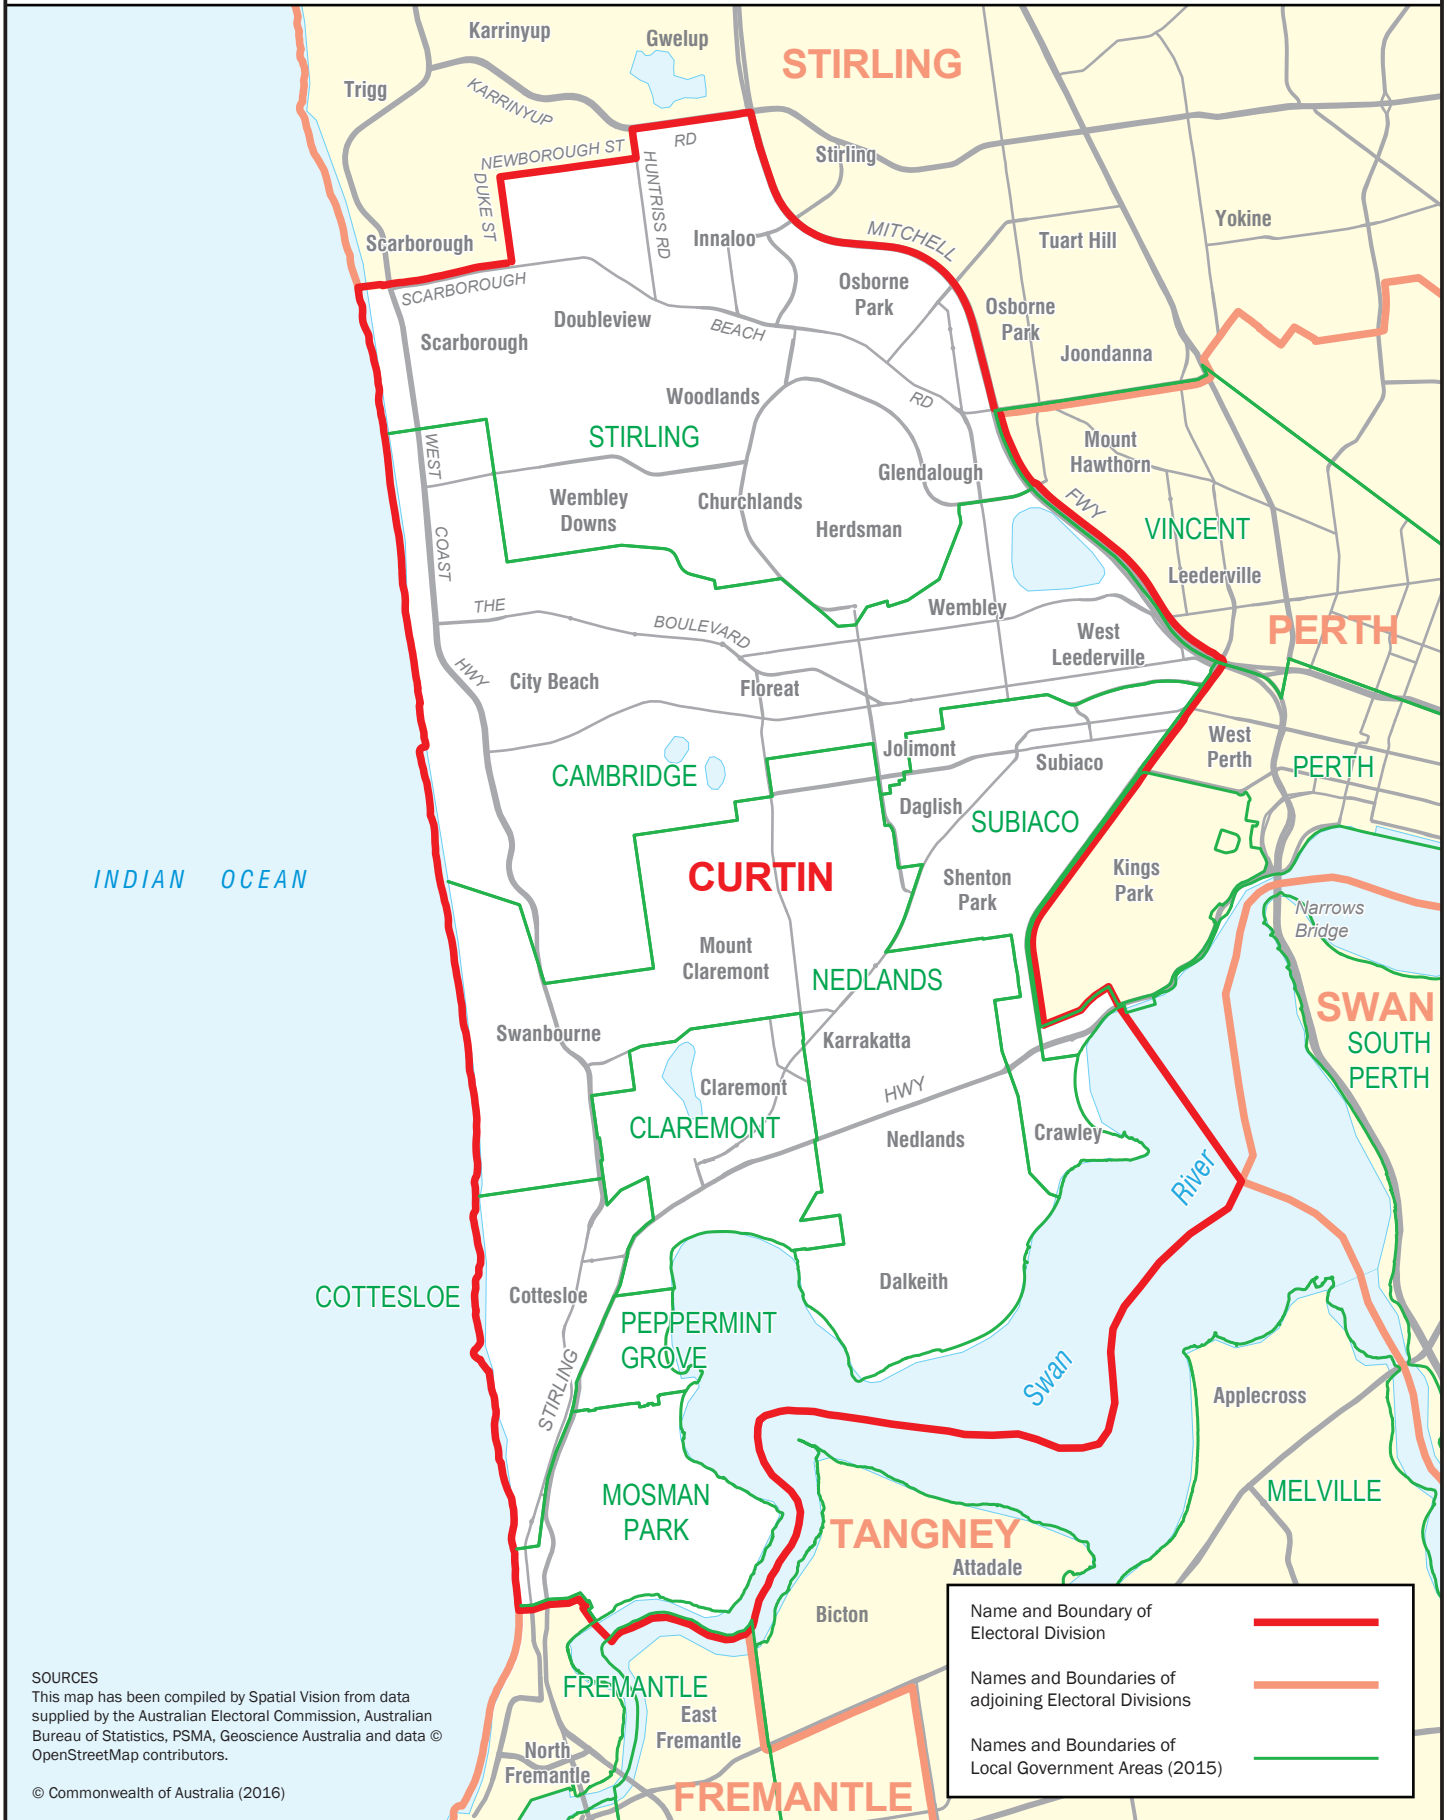 Karrinyup
Gwelup
STIRLING
Trigg
KARRINYUP
RD
NEWBOROUGH ST
DUKE ST
HUNTRISS RD
Stirling
Scarborough
Innaloo
MITCHELL
Tuart Hill
Yokine
SCARBOROUGH
Osborne
Park
Osborne
Park
Doubleview
BEACH
Scarborough
Joondanna
Woodlands
RD
STIRLING
WEST
Mount
Hawthorn
Glendalough
Wembley
Downs
Churchlands
Herdsman
FWY
VINCENT
COAST
Leederville
THE
BOULEVARD
Wembley
West
Leederville
PERTH
HWY
City Beach
Floreat
Jolimont
Subiaco
West
Perth
PERTH
CAMBRIDGE
Daglish
SUBIACO
INDIAN OCEAN
CURTIN
Shenton
Park
Kings
Park
Narrows
Bridge
Mount
Claremont
NEDLANDS
SWAN
SOUTH
PERTH
Swanbourne
Karrakatta
Claremont
HWY
CLAREMONT
Nedlands
Crawley
River
COTTESLOE
Cottesloe
Dalkeith
PEPPERMINT
GROVE
STIRLING
Swan
Applecross
MOSMAN
PARK
MELVILLE
TANGNEY
Attadale
Bicton
Name and Boundary of
Electoral Division
Names and Boundaries of
adjoining Electoral Divisions
Names and Boundaries of
Local Government Areas (2015)
FREMANTLE
East
Fremantle
North
Fremantle
FREMANTLE
SOURCES
This map has been compiled by Spatial Vision from data
supplied by the Australian Electoral Commission, Australian
Bureau of Statistics, PSMA, Geoscience Australia and data ©
OpenStreetMap contributors.
© Commonwealth of Australia (2016)